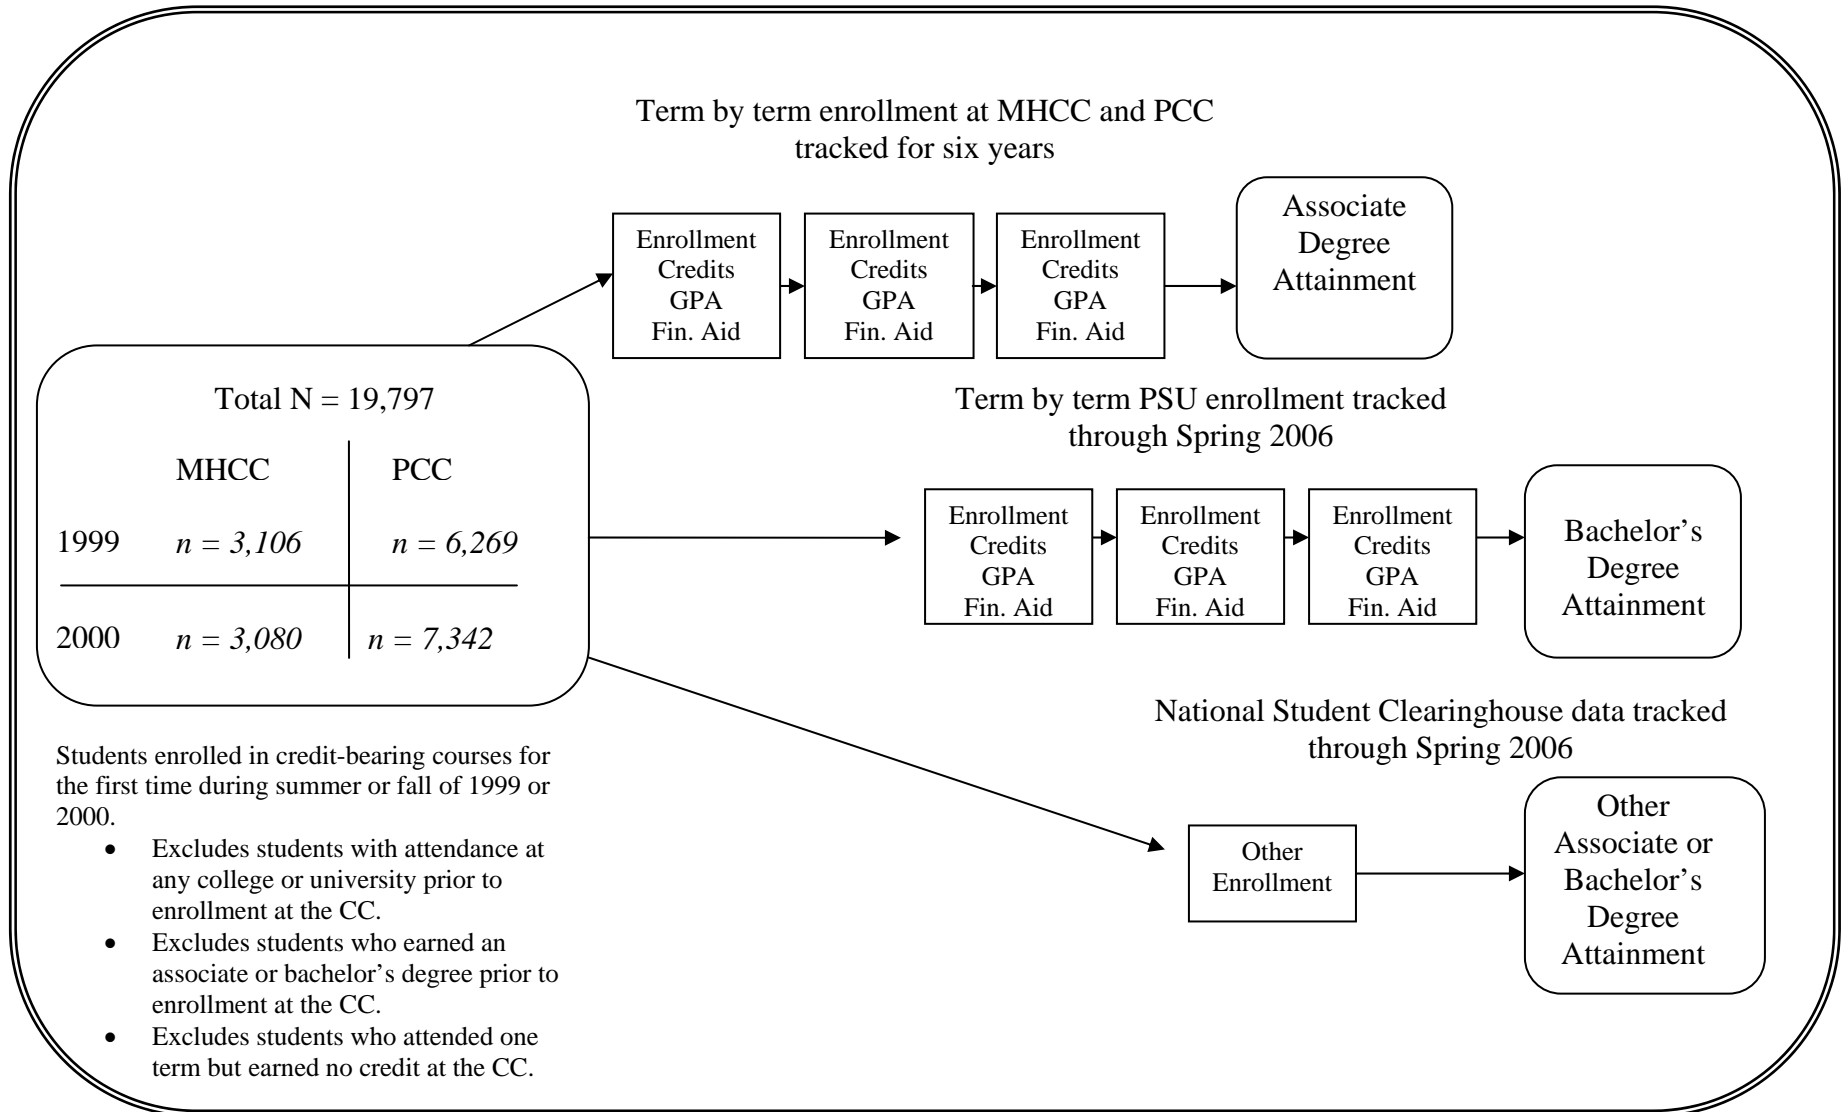 Term by term enrollment at MHCC and PCC
tracked for six years
Enrollment
Credits
GPA
Fin. Aid
Enrollment
Credits
GPA
Fin. Aid
Enrollment
Credits
GPA
Fin. Aid
Associate
Degree
Attainment
Total N = 19,797
MHCC PCC
1999 n = 3,106 n = 6,269
2000 n = 3,080 n = 7,342
Term by term PSU enrollment tracked
through Spring 2006
Enrollment
Credits
GPA
Fin. Aid
Enrollment
Credits
GPA
Fin. Aid
Enrollment
Credits
GPA
Fin. Aid
Bachelor’s
Degree
Attainment
National Student Clearinghouse data tracked
through Spring 2006
Other
Enrollment
Other
Associate or
Bachelor’s
Degree
Attainment
Students enrolled in credit-bearing courses for
the first time during summer or fall of 1999 or
2000.
• Excludes students with attendance at
any college or university prior to
enrollment at the CC.
• Excludes students who earned an
associate or bachelor’s degree prior to
enrollment at the CC.
• Excludes students who attended one
term but earned no credit at the CC.